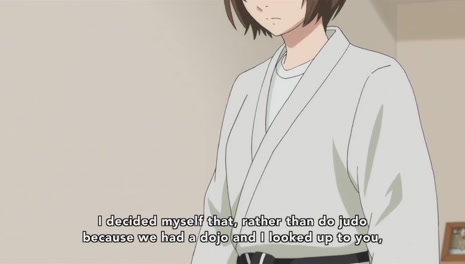 I decided myself that, rather than do judo
because we had a dojo and I looked up to you,